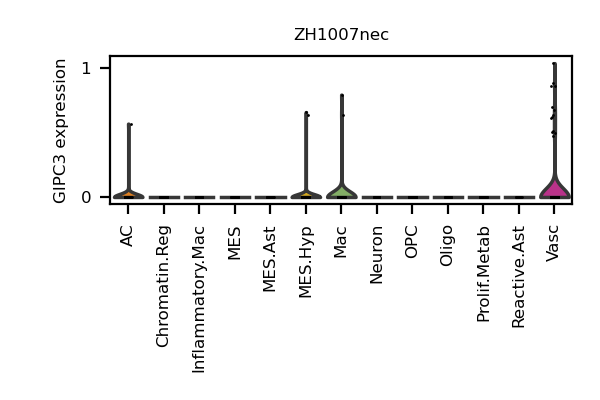 ZH1007nec
GIPC3 expression
1
0
AC
Chromatin.Reg
Inflammatory.Mac
MES
MES.Ast
MES.Hyp
Mac
Neuron
OPC
Oligo
Prolif.Metab
Reactive.Ast
Vasc